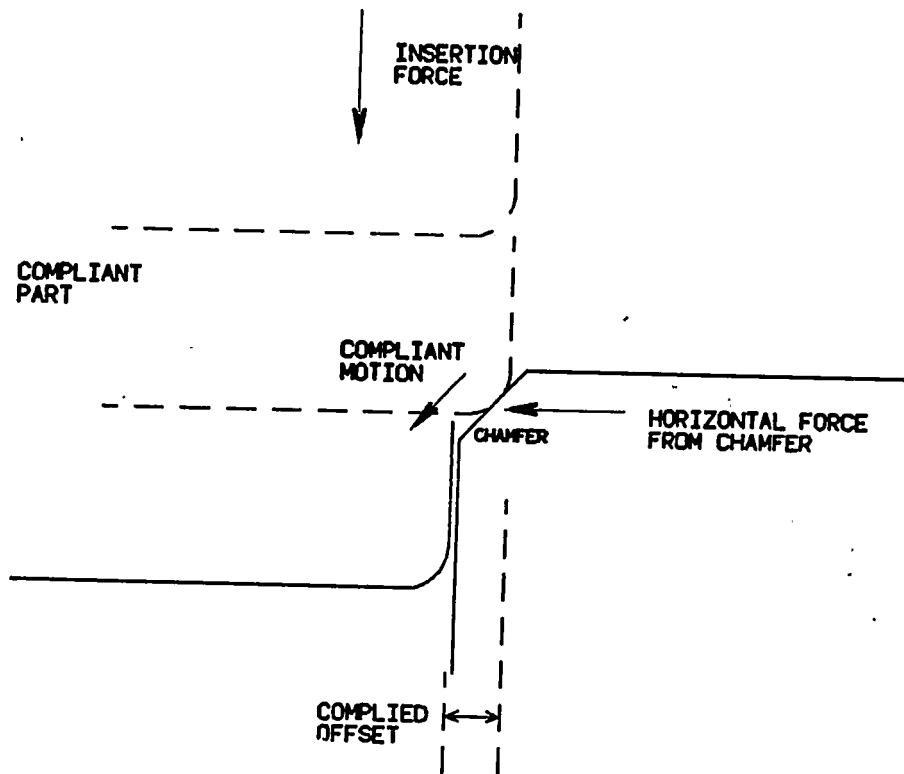 INSERTION
FORCE
COMPLIANT
PART
COMPLIANT
MOTION
CHAMFER
HORIZONTAL FORCE
FROM CHAMFER
COMPLIED
OFFSET